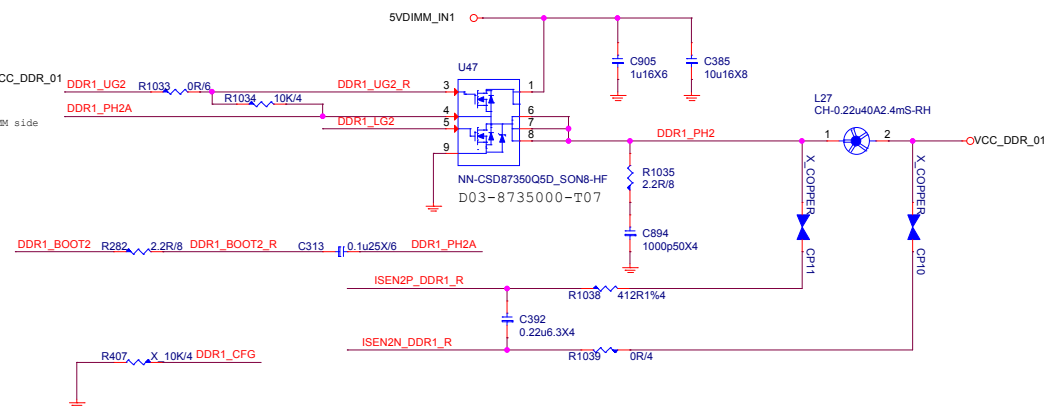 5VDIMM_IN1
C905
1u16X6
C385
10u16X8
U47
CC_DDR_01
DDR1_UG2
R1033
0R/6
DDR1_UG2_R
3
1
R1034
10K/4
DDR1_PH2A
4
6
DDR1_LG2
5
7
8
9
M side
L27
CH-0.22u40A2.4mS-RH
DDR1_PH2
1
2
VCC_DDR_01
NN-CSD87350Q5D_SON8-HF
D03-8735000-T07
R1035
2.2R/8
X_COPPER
CP11
X_COPPER
CP10
C894
1000p50X4
DDR1_BOOT2
R282
2.2R/8
DDR1_BOOT2_R
C313
0.1u25X/6
DDR1_PH2A
ISEN2P_DDR1_R
R1038
412R1%4
C392
0.22u6.3X4
ISEN2N_DDR1_R
R1039
0R/4
R407
X_10K/4
DDR1_CFG